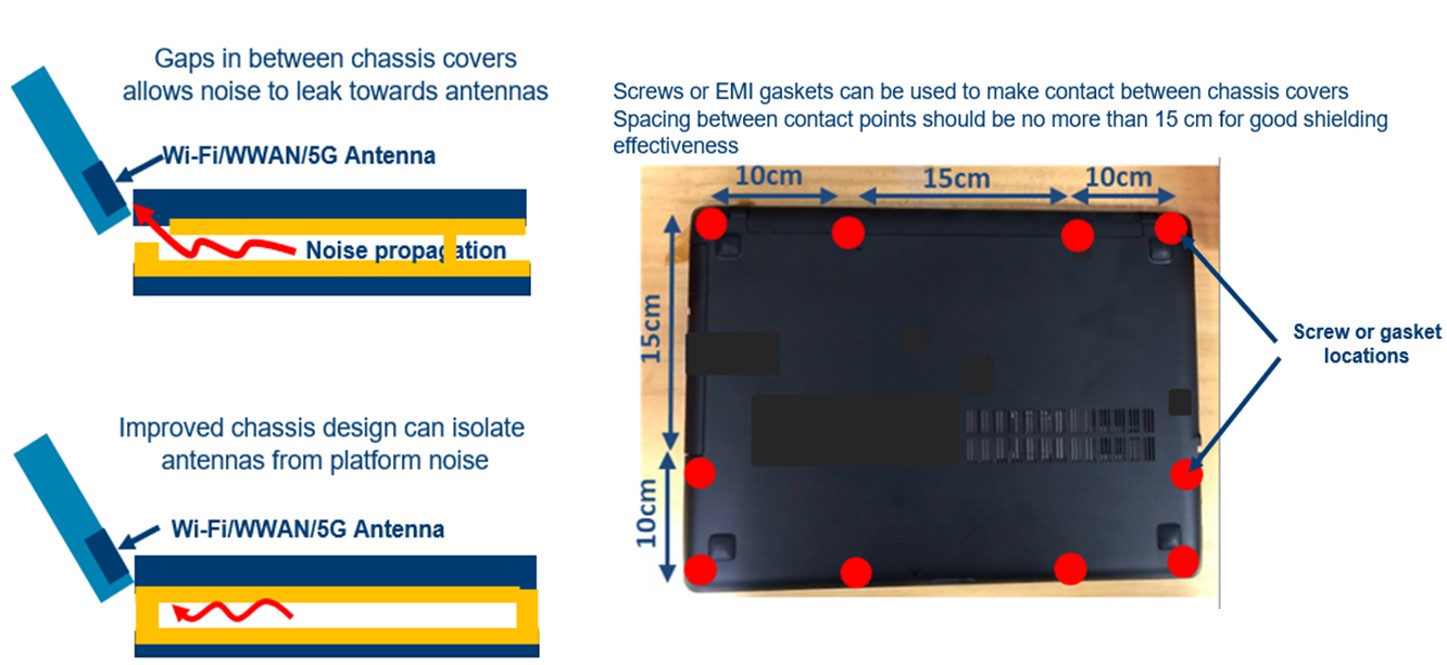 Gaps in between chassis covers
allows noise to leak towards antennas
Wi-Fi/WWAN/5G Antenna
Noise propagation
Improved chassis design can isolate
antennas from platform noise
Wi-Fi/WWAN/5G Antenna
Screws or EMI gaskets can be used to make contact between chassis covers
Spacing between contact points should be no more than 15 cm for good shielding
effectiveness
10cm
15cm
10cm
15cm
10cm
Screw or gasket
locations